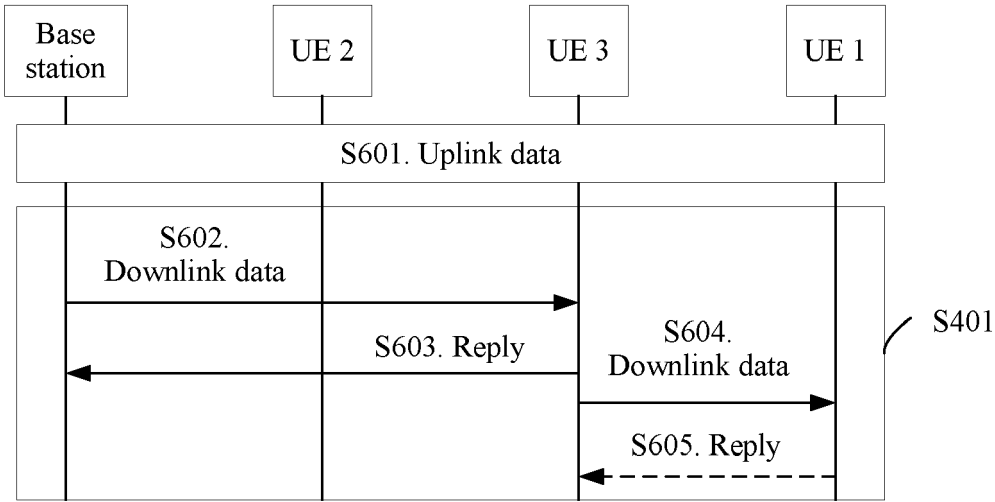 Base
station
UE 2
UE 3
UE 1
S601. Uplink data
S602.
Downlink data
S603. Reply
S604.
Downlink data
S605. Reply
S401